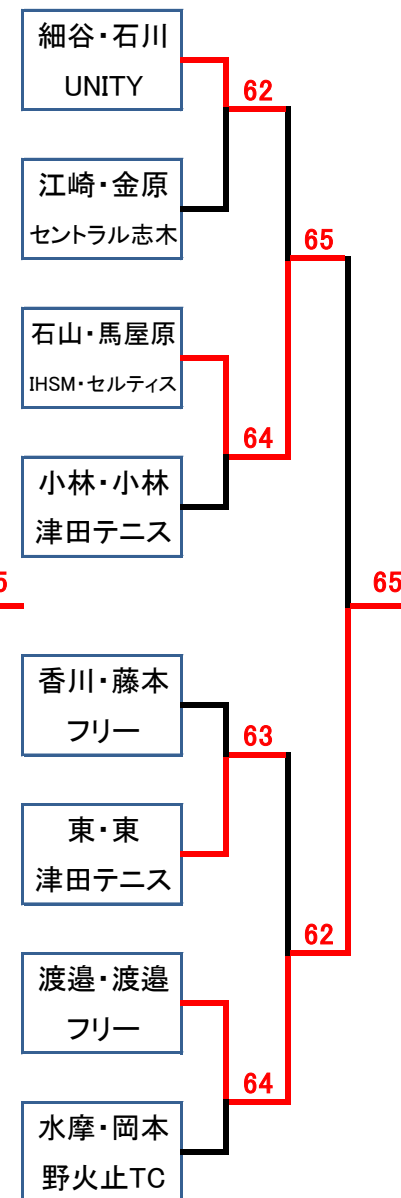 細谷・石川
UNITY
62
江崎・金原
セントラル志木
65
石山・馬屋原
IHSM・セルティス
64
小林・小林
津田テニス
5
65
香川・藤本
フリー
63
東・東
津田テニス
62
渡邉・渡邉
フリー
64
水摩・岡本
野火止TC